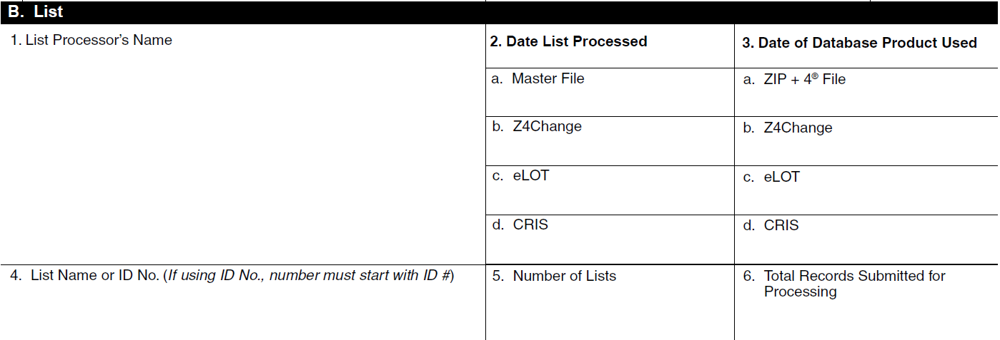 B. List
1. List Processor's Name
2. Date List Processed
3. Date of Database Product Used
a. Master File
a. ZIP + 4® File
b. Z4Change
b. Z4Change
c. eLOT
c. eLOT
d. CRIS
d. CRIS
4. List Name or ID No. (If using ID No., number must start with ID #)
5. Number of Lists
6. Total Records Submitted for
Processing